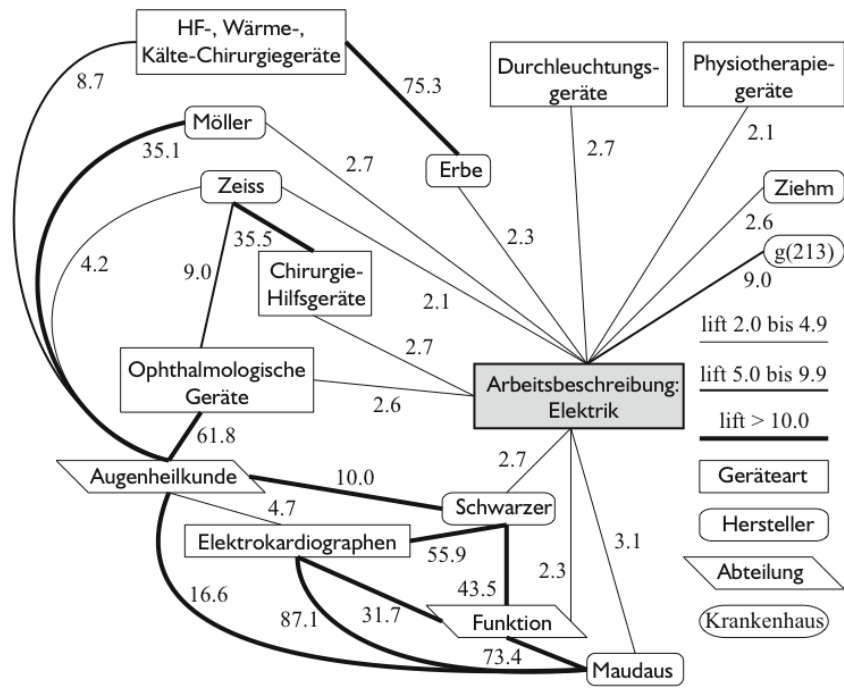 HF-, Wärme-,
Kälte-Chirurgiegeräte
Durchleuchtungs-
geräte
Physiotherapie-
geräte
8.7
75.3
Möller
35.1
2.7
Erbe
2.7
2.1
Zeiss
Ziehm
35.5
2.6
4.2
9.0
Chirurgie-
Hilfsgeräte
2.1
2.3
g(213)
9.0
lift 2.0 bis 4.9
2.7
Ophthalmologische
Geräte
2.6
Arbeitsbeschreibung:
Elektrik
lift 5.0 bis 9.9
lift > 10.0
61.8
Augenheilkunde
10.0
2.7
Geräteart
4.7
Schwarzer
Hersteller
Elektrokardiographen
55.9
3.1
16.6
87.1
31.7
43.5
2.3
Abteilung
Funktion
Krankenhaus
73.4
Maudaus